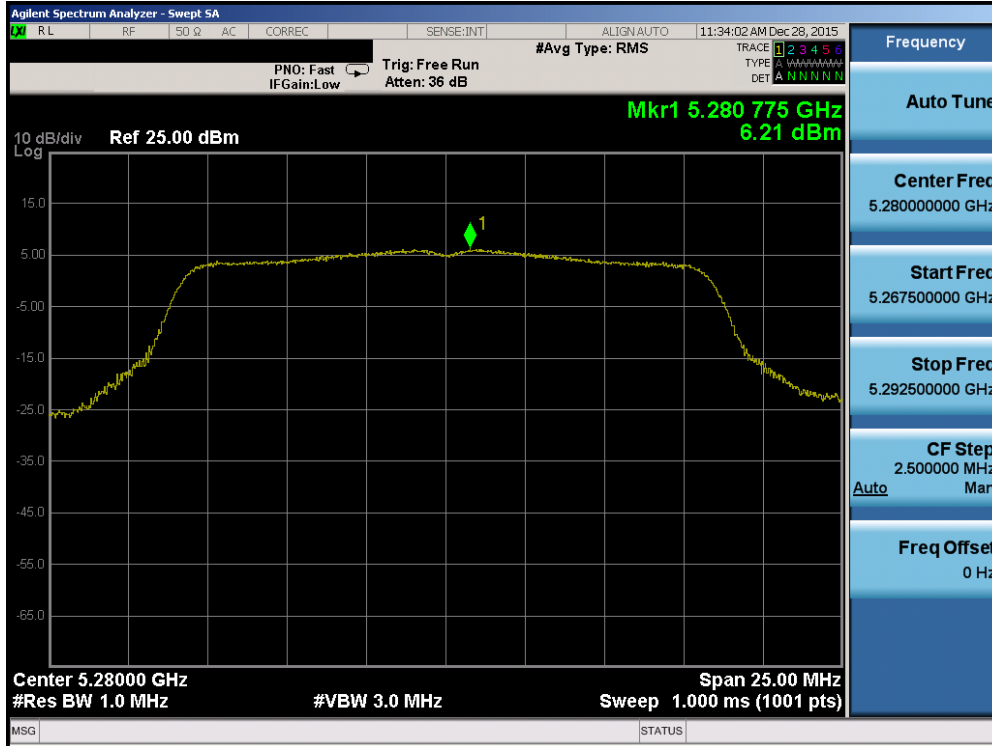 Agilent Spectrum Analyzer - Swept SA
LXI RL RF 50 Ω AC CORREC SENSE:INT ALIGN AUTO 11:34:02 AM Dec 28, 2015
#Avg Type: RMS TRACE 1 2 3 4 5 6
PNO: Fast Trig: Free Run TYPE A WWWWW
IFGain:Low Atten: 36 dB DET A N N N N N
Mkr1 5.280 775 GHz
6.21 dBm
10 dB/div Ref 25.00 dBm
Log
1
15.0
5.00
-5.00
-15.0
-25.0
-35.0
-45.0
-55.0
-65.0
Center 5.28000 GHz Span 25.00 MHz
#Res BW 1.0 MHz #VBW 3.0 MHz Sweep 1.000 ms (1001 pts)
MSG STATUS
Frequency
Auto Tune
Center Freq
5.280000000 GHz
Start Freq
5.267500000 GHz
Stop Freq
5.292500000 GHz
CF Step
2.500000 MHz
Auto Man
Freq Offset
0 Hz